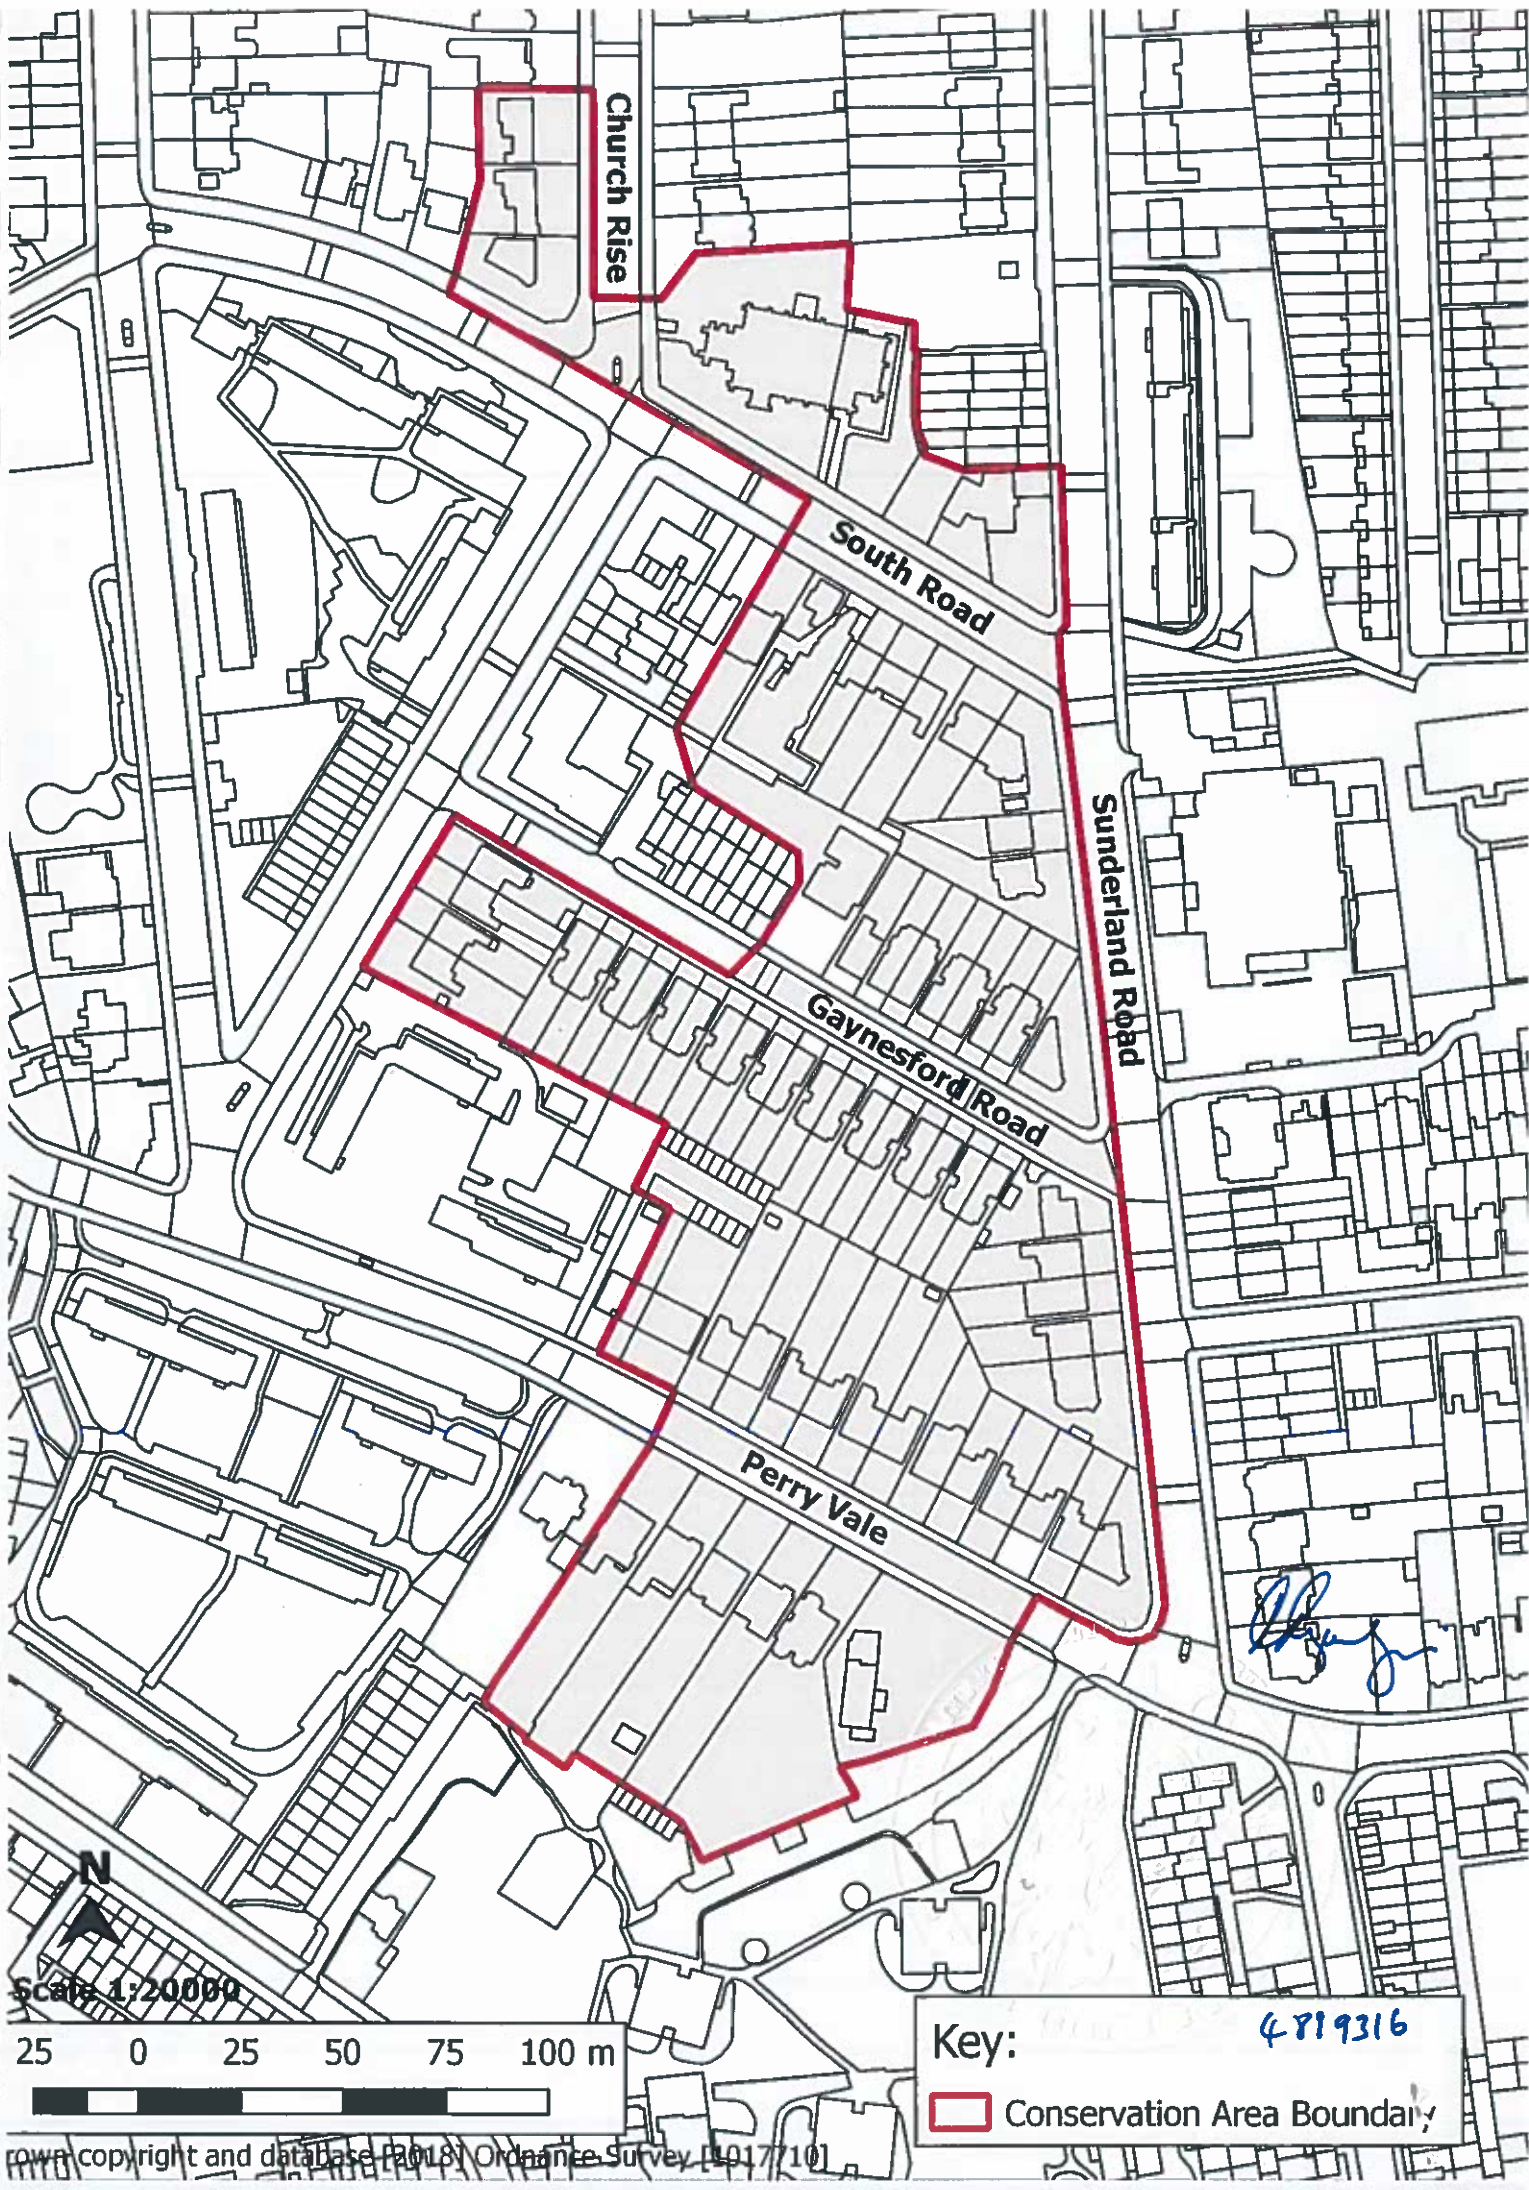 Church Rise
South Road
Sunderland Road
Gaynesford Road
Perry Vale
N
Scale 1:20000
25 0 25 50 75 100 m
Key:
4819316
Conservation Area Boundary
rown copyright and database [2018] Ordnance Survey [1017710]